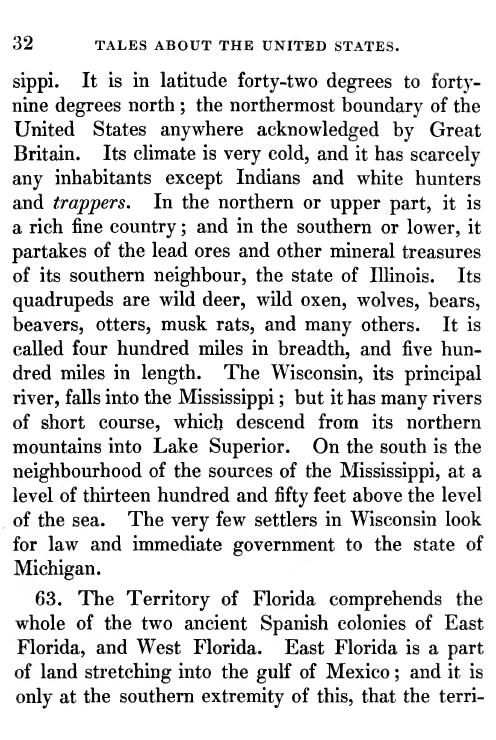 32 TALES ABOUT THE UNITED STATES.
sippi. It is in latitude forty-two degrees to forty-
nine degrees north; the northermost boundary of the
United States anywhere acknowledged by Great
Britain. Its climate is very cold, and it has scarcely
any inhabitants except Indians and white hunters
and trappers. In the northern or upper part, it is
a rich fine country; and in the southern or lower, it
partakes of the lead ores and other mineral treasures
of its southern neighbour, the state of Illinois. Its
quadrupeds are wild deer, wild oxen, wolves, bears,
beavers, otters, musk rats, and many others. It is
called four hundred miles in breadth, and five hun-
dred miles in length. The Wisconsin, its principal
river, falls into the Mississippi; but it has many rivers
of short course, which descend from its northern
mountains into Lake Superior. On the south is the
neighbourhood of the sources of the Mississippi, at a
level of thirteen hundred and fifty feet above the level
of the sea. The very few settlers in Wisconsin look
for law and immediate government to the state of
Michigan.
63. The Territory of Florida comprehends the
whole of the two ancient Spanish colonies of East
Florida, and West Florida. East Florida is a part
of land stretching into the gulf of Mexico; and it is
only at the southern extremity of this, that the terri-